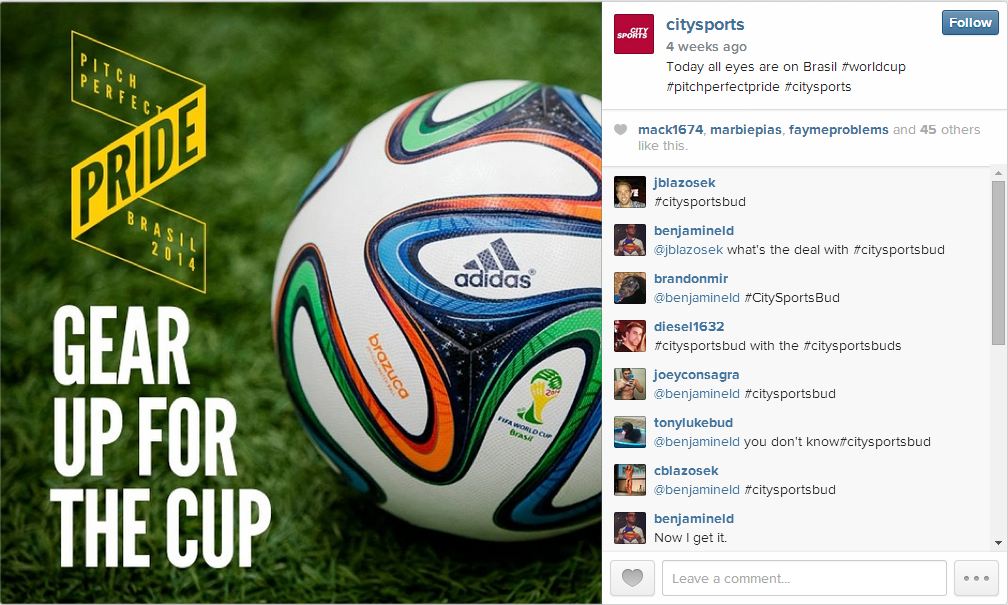 PITCH
PERFECT
PRIDE
BRASIL
2014
GEAR
UP FOR
THE CUP
adidas
brazuca
FIFA WORLD CUP
Brasil
CITY
SPORTS
citysports
Follow
4 weeks ago
Today all eyes are on Brasil #worldcup
#pitchperfectpride #citysports
mack1674, marbiepias, faymeproblems and 45 others
like this.
jblazosek
#citysportsbud
benjamineld
@jblazosek what's the deal with #citysportsbud
brandonmir
@benjamineld #CitySportsBud
diesel1632
#citysportsbud with the #citysportsbuds
joeyconsagra
@benjamineld #citysportsbud
tonylukebud
@benjamineld you don't know#citysportsbud
cblazosek
@benjamineld #citysportsbud
benjamineld
Now I get it.
Leave a comment...